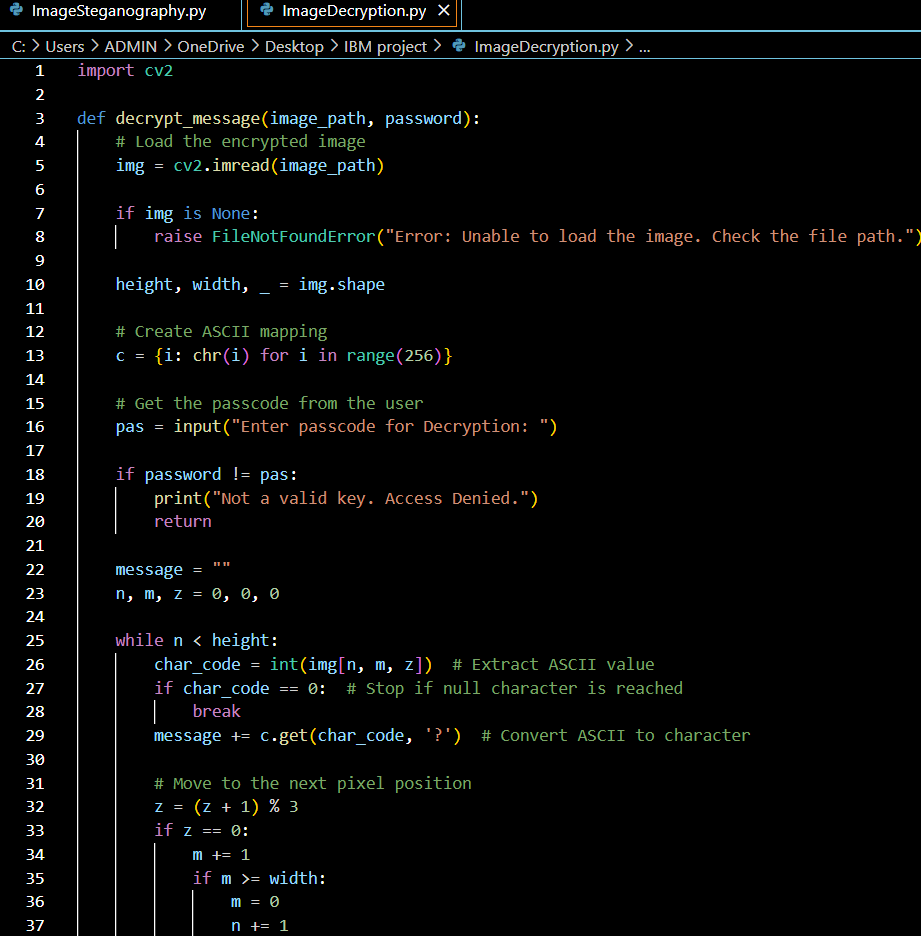 ImageSteganography.py ImageDecryption.py ×
C: > Users > ADMIN > OneDrive > Desktop > IBM project > ImageDecryption.py > ...
1 import cv2
2
3 def decrypt_message(image_path, password):
4     # Load the encrypted image
5     img = cv2.imread(image_path)
6
7     if img is None:
8         raise FileNotFoundError("Error: Unable to load the image. Check the file path.")
9
10     height, width, _ = img.shape
11
12     # Create ASCII mapping
13     c = {i: chr(i) for i in range(256)}
14
15     # Get the passcode from the user
16     pas = input("Enter passcode for Decryption: ")
17
18     if password != pas:
19         print("Not a valid key. Access Denied.")
20         return
21
22     message = ""
23     n, m, z = 0, 0, 0
24
25     while n < height:
26         char_code = int(img[n, m, z])  # Extract ASCII value
27         if char_code == 0:  # Stop if null character is reached
28             break
29         message += c.get(char_code, '?')  # Convert ASCII to character
30
31         # Move to the next pixel position
32         z = (z + 1) % 3
33         if z == 0:
34             m += 1
35             if m >= width:
36                 m = 0
37                 n += 1